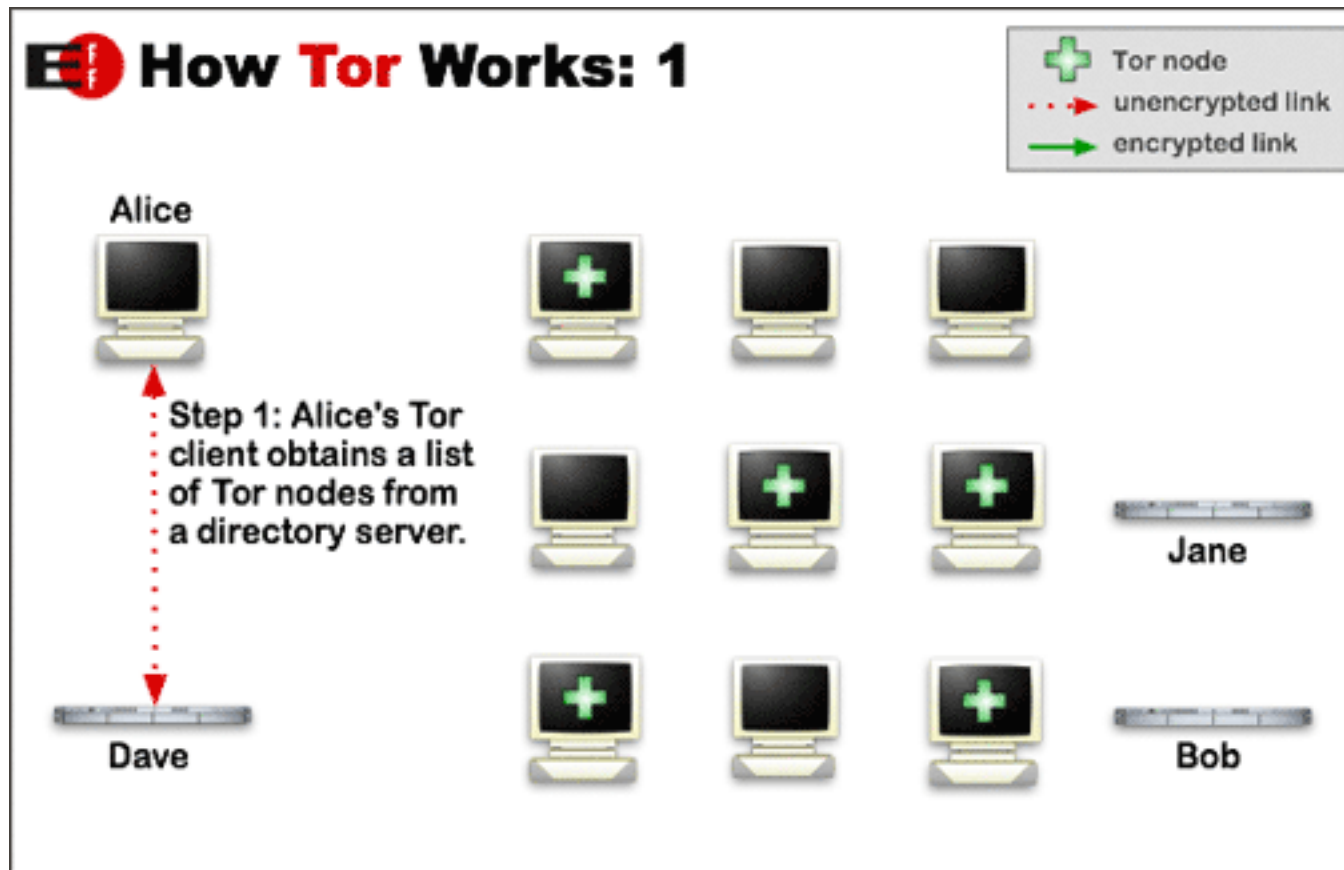 EFF How Tor Works: 1
Tor node
unencrypted link
encrypted link
Alice
Step 1: Alice's Tor
client obtains a list
of Tor nodes from
a directory server.
Jane
Dave
Bob